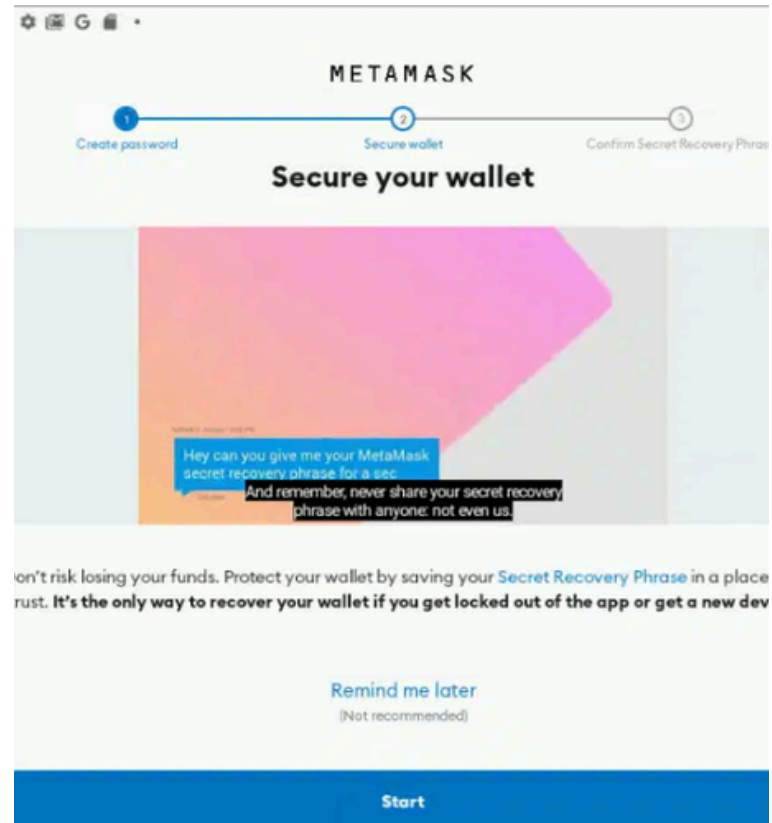 METAMASK
1 2 3
Create password Secure wallet Confirm Secret Recovery Phras
Secure your wallet
Hey can you give me your MetaMask
secret recovery phrase for a sec
And remember, never share your secret recovery
phrase with anyone: not even us.
on't risk losing your funds. Protect your wallet by saving your Secret Recovery Phrase in a place
rust. It's the only way to recover your wallet if you get locked out of the app or get a new dev
Remind me later
(Not recommended)
Start